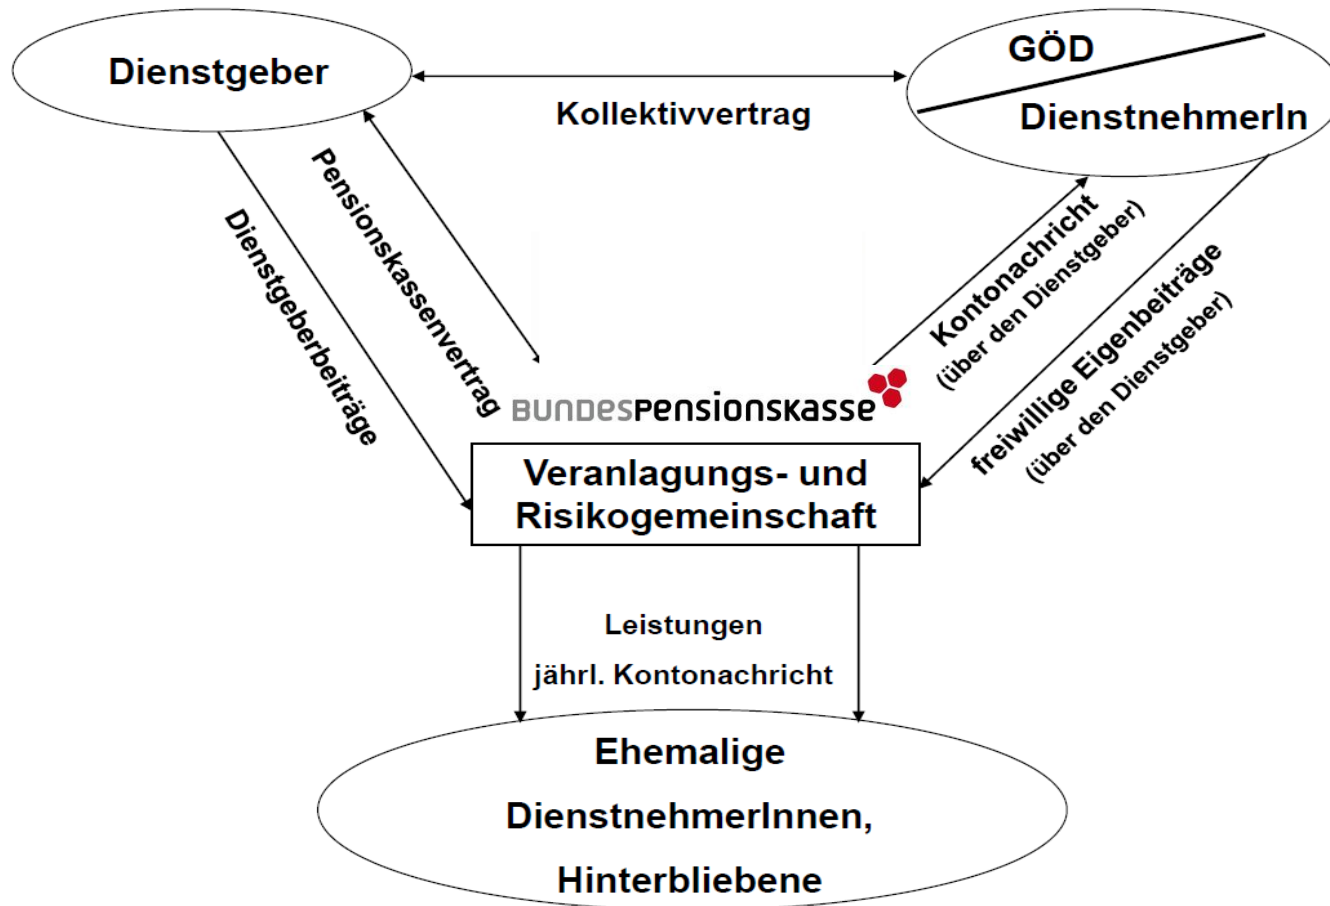 Dienstgeber
GÖD
DienstnehmerIn
Kollektivvertrag
Pensionskassenvertrag
Dienstgeberbeiträge
Kontonachricht
(über den Dienstgeber)
freiwillige Eigenbeiträge
(über den Dienstgeber)
BUNDESPENSIONSKASSE
Veranlagungs- und
Risikogemeinschaft
Leistungen
jährl. Kontonachricht
Ehemalige
DienstnehmerInnen,
Hinterbliebene